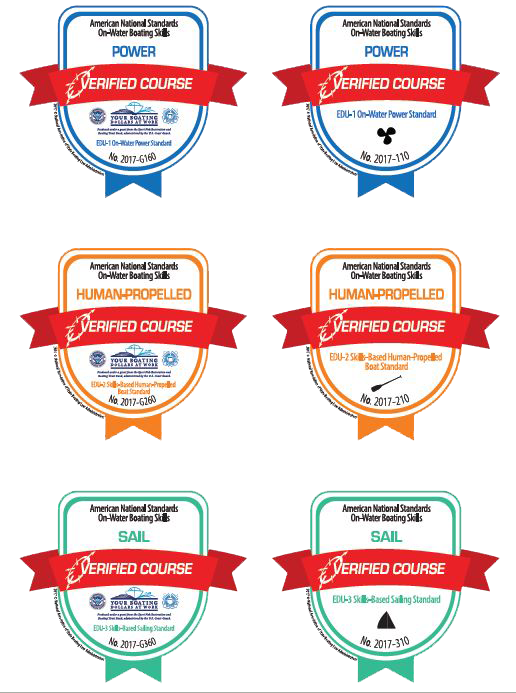 American National Standards
On-Water Boating Skills
POWER
VERIFIED COURSE
YOUR BOATING
DOLLARS AT WORK
Produced under a grant from the Sport Fish Restoration and
Boating Trust Fund, administered by the U.S. Coast Guard.
EDU-1 On-Water Power Standard
No. 2017-G160
American National Standards
On-Water Boating Skills
POWER
VERIFIED COURSE
EDU-1 On-Water Power Standard
No. 2017-110
American National Standards
On-Water Boating Skills
HUMAN-PROPELLED
VERIFIED COURSE
YOUR BOATING
DOLLARS AT WORK
Produced under a grant from the Sport Fish Restoration and
Boating Trust Fund, administered by the U.S. Coast Guard.
EDU-2 Skills-Based Human-Propelled
Boat Standard
No. 2017-G260
American National Standards
On-Water Boating Skills
HUMAN-PROPELLED
VERIFIED COURSE
EDU-2 Skills-Based Human-Propelled
Boat Standard
No. 2017-210
American National Standards
On-Water Boating Skills
SAIL
VERIFIED COURSE
YOUR BOATING
DOLLARS AT WORK
Produced under a grant from the Sport Fish Restoration and
Boating Trust Fund, administered by the U.S. Coast Guard.
EDU-3 Skills-Based Sailing Standard
No. 2017-G360
American National Standards
On-Water Boating Skills
SAIL
VERIFIED COURSE
EDU-3 Skills-Based Sailing Standard
No. 2017-310